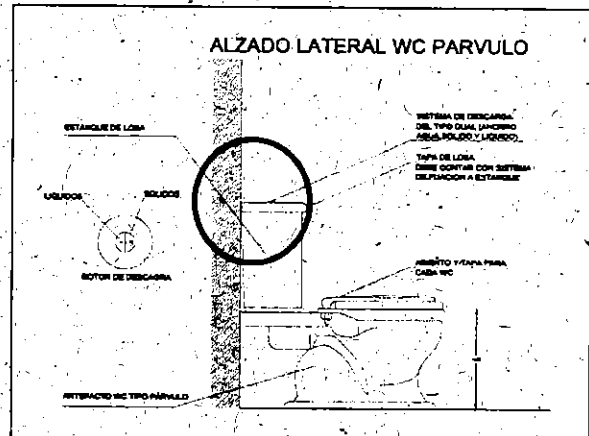 ALZADO LATERAL WC PARVULO
ESTANQUE DE LOSA
SISTEMA DE DESCARGA
DEL TIPO DUAL (AHORRO
AGUA, SOLIDO Y LIQUIDO)
TAPA DE LOSA
DEBE CONTAR CON SISTEMA
DE FIJACION A ESTANQUE
LIQUIDOS
SOLIDOS
BOTON DE DESCAGRA
ASIENTO Y TAPA PARA
CADA WC
ARTEFACTO WC TIPO PARVULO